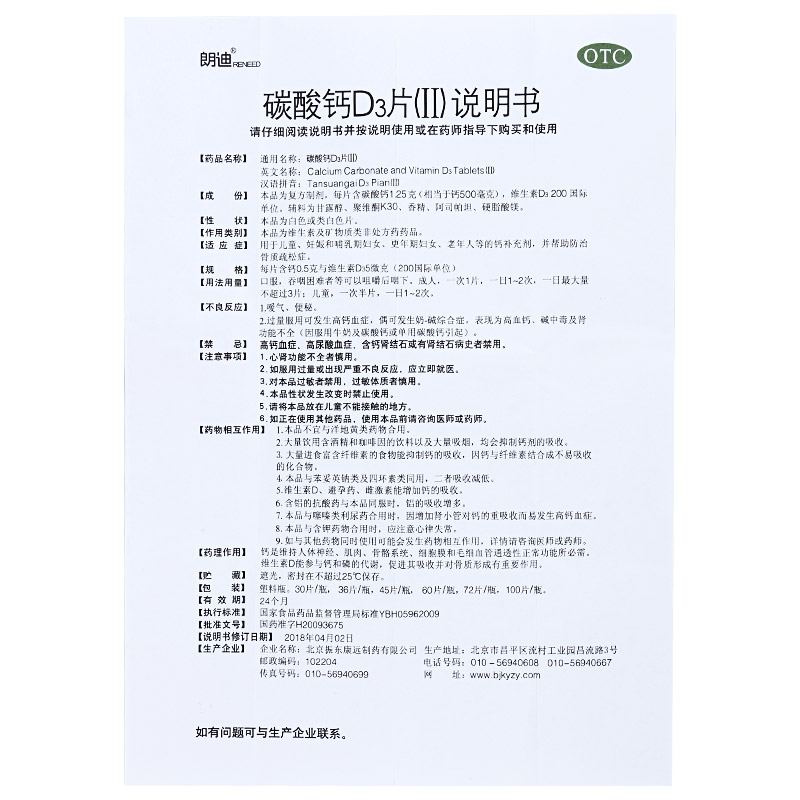 朗迪®
RENEED
OTC
碳酸钙D3片(II)说明书
请仔细阅读说明书并按说明使用或在药师指导下购买和使用
【药品名称】 通用名称：碳酸钙D3片(II)
英文名称：Calcium Carbonate and Vitamin D3 Tablets(II)
汉语拼音：Tansuangai D3 Pian(II)
【成 份】 本品为复方制剂，每片含碳酸钙1.25克(相当于钙500毫克)，维生素D3 200 国际
单位。辅料为甘露醇、聚维酮K30、香精、阿司帕坦、硬脂酸镁。
【性 状】 本品为白色或类白色片。
【作用类别】 本品为维生素及矿物质类非处方药药品。
【适 应 症】 用于儿童、妊娠和哺乳期妇女、更年期妇女、老年人等的钙补充剂，并帮助防治
骨质疏松症。
【规 格】 每片含钙0.5克与维生素D35微克（200国际单位）
【用法用量】 口服，吞咽困难者等可以咀嚼后咽下。成人，一次1片，一日1~2次，一日最大量
不超过3片；儿童，一次半片，一日1~2次。
【不良反应】 1.嗳气、便秘。
2.过量服用可发生高钙血症，偶可发生奶-碱综合症，表现为高血钙、碱中毒及肾
功能不全（因服用牛奶及碳酸钙或单用碳酸钙引起）。
【禁 忌】 高钙血症、高尿酸血症，含钙肾结石或有肾结石病史者禁用。
【注意事项】 1.心肾功能不全者慎用。
2.如服用过量或出现严重不良反应，应立即就医。
3.对本品过敏者禁用，过敏体质者慎用。
4.本品性状发生改变时禁止使用。
5.请将本品放在儿童不能接触的地方。
6.如正在使用其他药品，使用本品前请咨询医师或药师。
【药物相互作用】 1.本品不宜与洋地黄类药物合用。
2.大量饮用含酒精和咖啡因的饮料以及大量吸烟，均会抑制钙剂的吸收。
3.大量进食富含纤维素的食物能抑制钙的吸收，因钙与纤维素结合成不易吸收
的化合物。
4.本品与苯妥英钠类及四环素类同用，二者吸收减低。
5.维生素D、避孕药、雌激素能增加钙的吸收。
6.含铝的抗酸药与本品同服时，铝的吸收增多。
7.本品与噻嗪类利尿药合用时，因增加肾小管对钙的重吸收而易发生高钙血症。
8.本品与含钾药物合用时，应注意心律失常。
9.如与其他药物同时使用可能会发生药物相互作用，详情请咨询医师或药师。
【药理作用】 钙是维持人体神经、肌肉、骨骼系统、细胞膜和毛细血管通透性正常功能所必需。
维生素D能参与钙和磷的代谢，促进其吸收并对骨质形成有重要作用。
【贮 藏】 遮光，密封在不超过25℃保存。
【包 装】 塑料瓶。30片/瓶， 36片/瓶，45片/瓶， 60片/瓶，72片/瓶，100片/瓶。
【有 效 期】 24个月
【执行标准】 国家食品药品监督管理局标准YBH05962009
【批准文号】 国药准字H20093675
【说明书修订日期】 2018年04月02日
【生产企业】 企业名称：北京振东康远制药有限公司 生产地址：北京市昌平区流村工业园昌流路3号
邮政编码：102204 电话号码：010-56940608 010-56940667
传真号码：010-56940699 网 址：www.bjkyzy.com
如有问题可与生产企业联系。